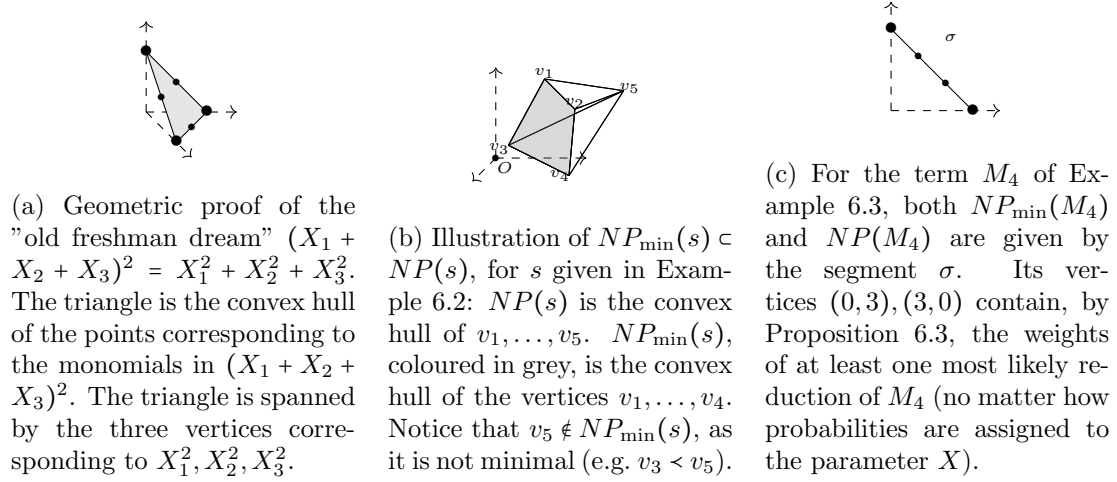 σ
v₁
v₂
v₅
v₃
O
v₄
(a) Geometric proof of the
”old freshman dream” (X₁ +
X₂ + X₃)² = X₁² + X₂² + X₃².
The triangle is the convex hull
of the points corresponding to
the monomials in (X₁ + X₂ +
X₃)². The triangle is spanned
by the three vertices corre-
sponding to X₁², X₂², X₃².
(b) Illustration of NPₘᵢₙ(s) ⊂
NP(s), for s given in Exam-
ple 6.2: NP(s) is the convex
hull of v₁, . . . , v₅. NPₘᵢₙ(s),
coloured in grey, is the convex
hull of the vertices v₁, . . . , v₄.
Notice that v₅ ∉ NPₘᵢₙ(s), as
it is not minimal (e.g. v₃ < v₅).
(c) For the term M₄ of Ex-
ample 6.3, both NPₘᵢₙ(M₄)
and NP(M₄) are given by
the segment σ. Its ver-
tices (0, 3), (3, 0) contain, by
Proposition 6.3, the weights
of at least one most likely re-
duction of M₄ (no matter how
probabilities are assigned to
the parameter X).